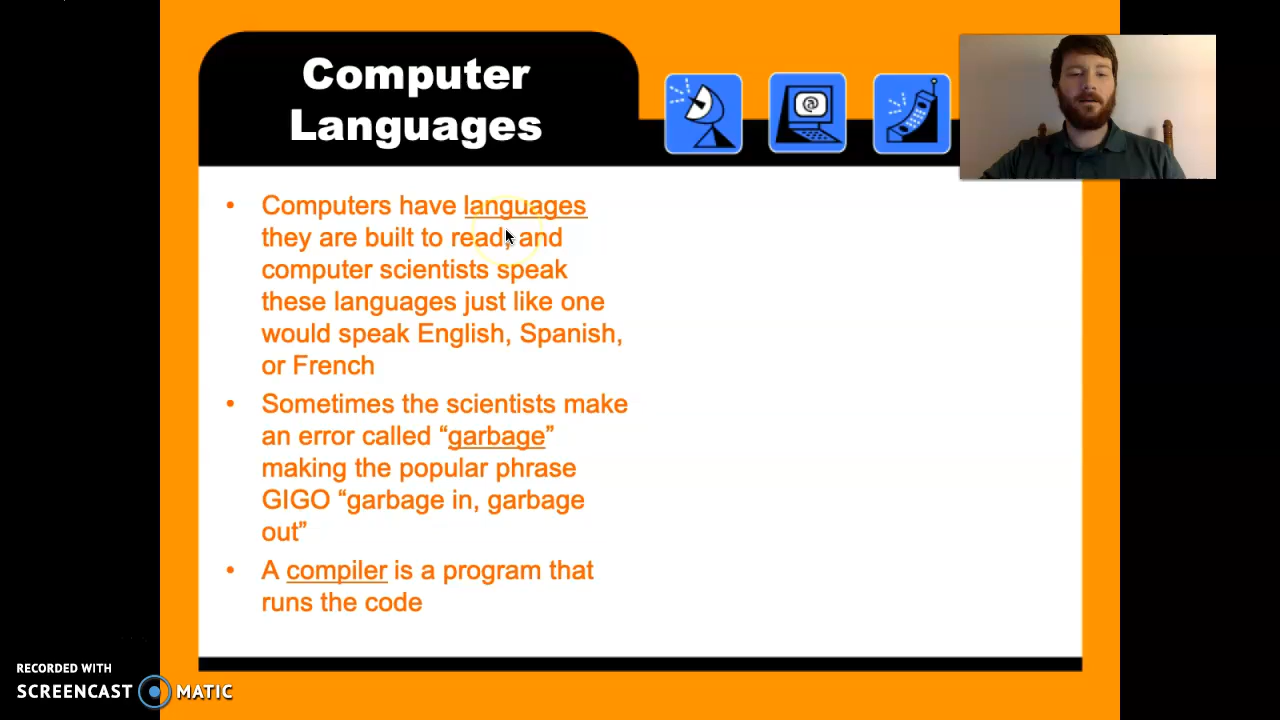 Computer
Languages
• Computers have languages
they are built to read, and
computer scientists speak
these languages just like one
would speak English, Spanish,
or French
• Sometimes the scientists make
an error called “garbage”
making the popular phrase
GIGO “garbage in, garbage
out”
• A compiler is a program that
runs the code
RECORDED WITH
SCREENCAST MATIC